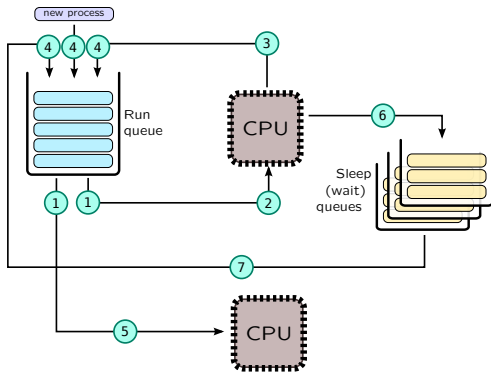 new process
4
4
4
3
6
CPU
Run
queue
Sleep
(wait)
queues
1
1
2
7
5
CPU